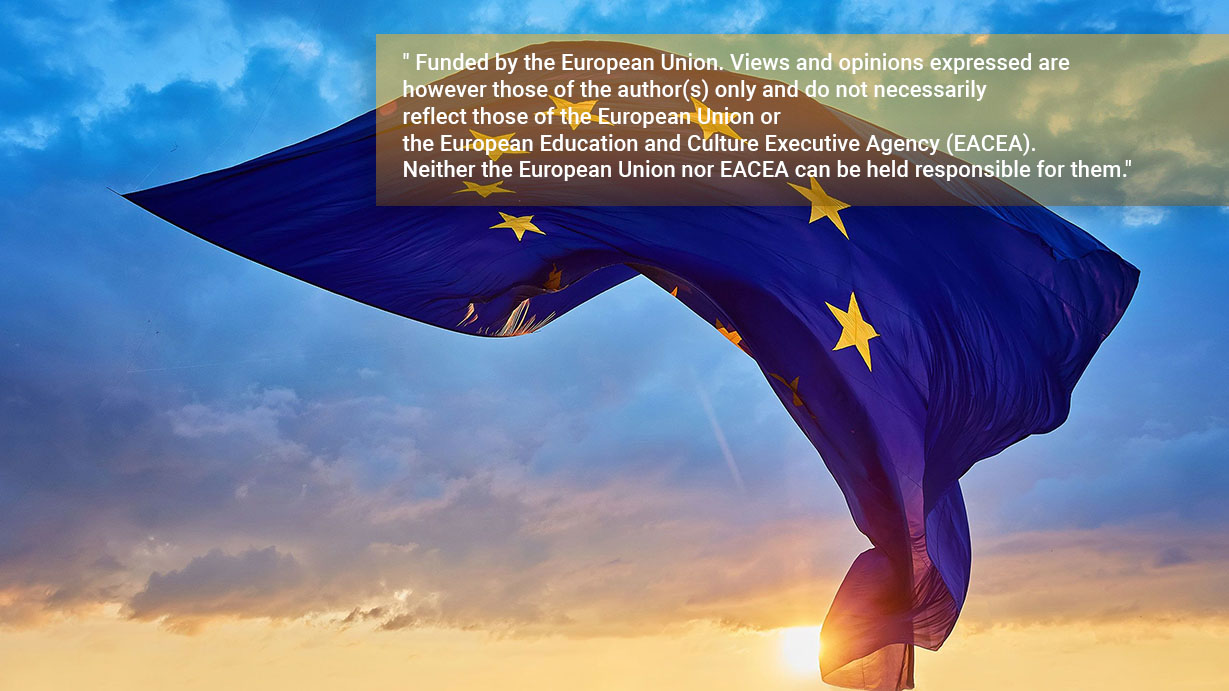 " Funded by the European Union. Views and opinions expressed are
however those of the author(s) only and do not necessarily
reflect those of the European Union or
the European Education and Culture Executive Agency (EACEA).
Neither the European Union nor EACEA can be held responsible for them."